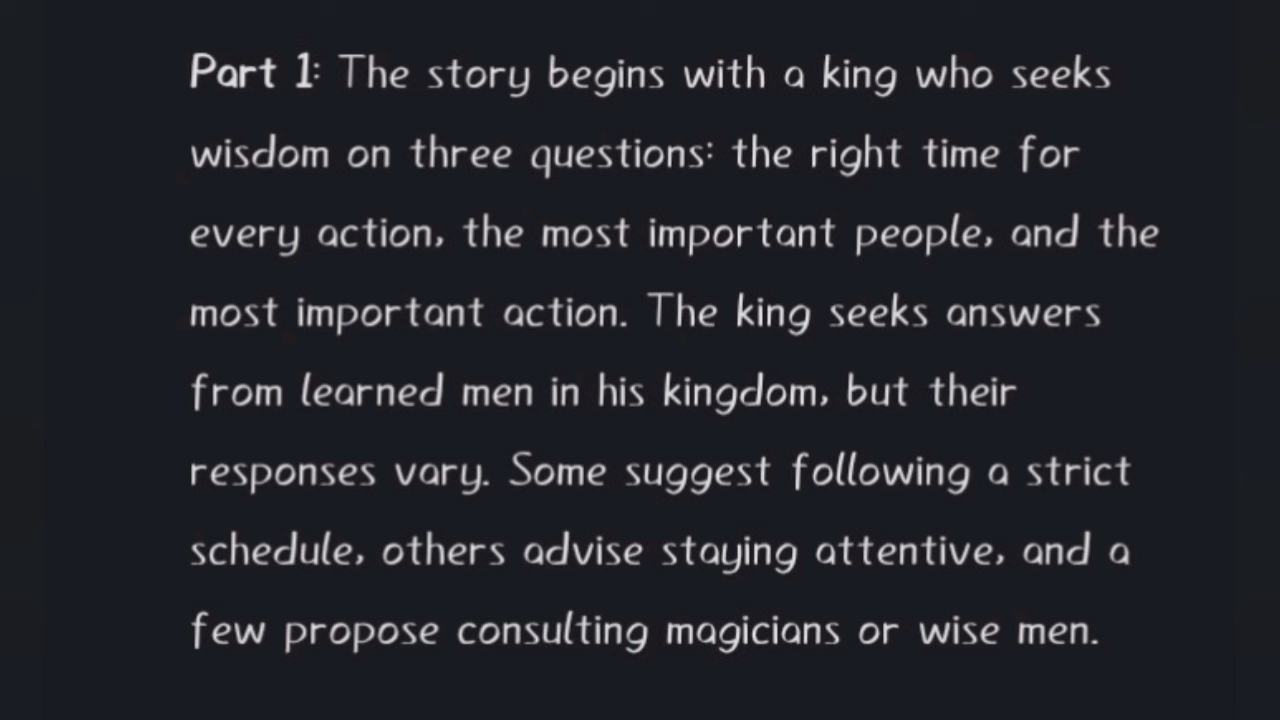 Part 1: The story begins with a king who seeks
wisdom on three questions: the right time for
every action, the most important people, and the
most important action. The king seeks answers
from learned men in his kingdom, but their
responses vary. Some suggest following a strict
schedule, others advise staying attentive, and a
few propose consulting magicians or wise men.